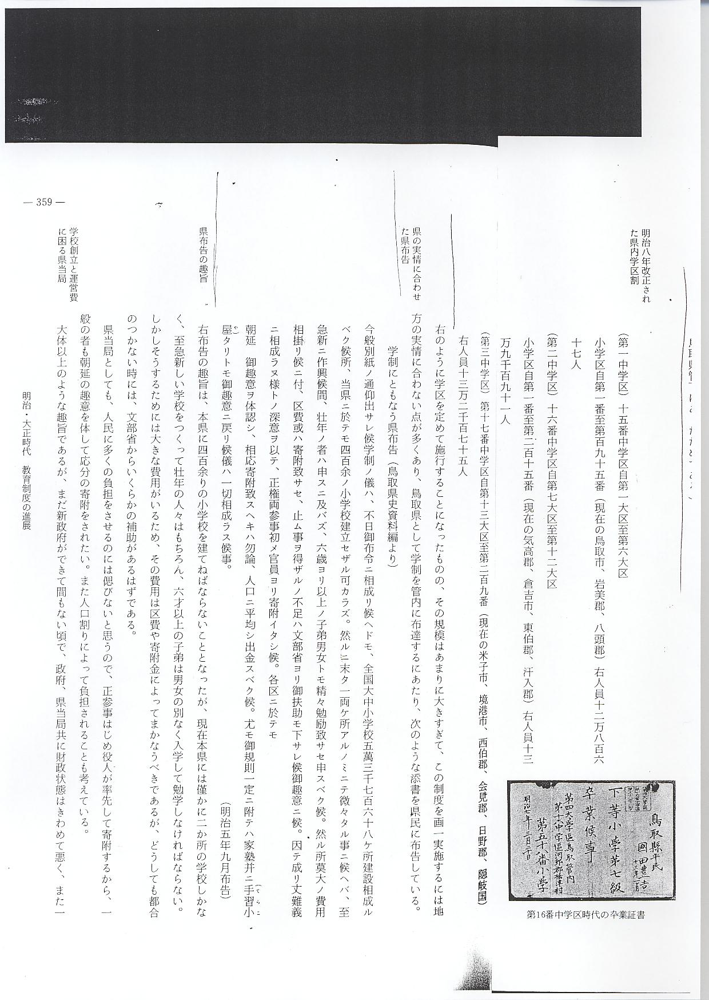 明治八年改正され
た県内学区割
（第一中学区）十五番中学区自第一大区至第六大区
小学区自第一番至第百九十五番（現在の鳥取市、岩美郡、八頭郡）右人員十二万八百六
十七人
（第二中学区）十六番中学区自第七大区至第十二大区
小学区自第一番至第二百十五番（現在の気高郡、倉吉市、東伯郡、汗入郡）右人員十三
万九千百九十一人
（第三中学区）第十七番中学区自第十三大区至第二百九番（現在の米子市、境港市、西伯郡、会見郡、日野郡、隠岐国）
右人員十三万二千百七十五人
鳥取縣平民
下等小學第七級
卒業候事
第四大學區鳥取管内
第五十八番小學
明治七年三月三十日
第16番中学区時代の卒業証書
右のように学区を定めて施行することになったものの、その規模はあまりに大きすぎて、この制度を画一実施するには地
県の実情に合わせ
た県布告
方の実情に合わない点が多くあり、鳥取県として学制を管内に布達するにあたり、次のような添書を県民に布告している。
学制にともなう県布告（鳥取県史資料編より）
今般別紙ノ通仰出サレ候学制ノ儀ハ、不日御布令ニ相成リ候ヘドモ、全国大中小学校五萬三千七百六十八ケ所建設相成ル
ベク候所、当県ニ於テモ四百余ノ小学校建立セザル可カラズ。然ルニ末タ一両ケ所アルノミニテ微々タル事ニ候ヘバ、至
急新ニ作興候間、壮年ノ者ハ申スニ及バズ、六歳ヨリ以上ノ子弟男女トモ精々勉励致サセ申スベク候。然ル所莫大ノ費用
相掛リ候ニ付、区費或ハ寄附致サセ、止ム事ヲ得ザルノ不足ハ文部省ヨリ御扶助モ下サレ候御趣意ニ候。因テ成リ丈難義
ニ相成ラヌ様トノ深意ヲ以テ、正権両参事初メ官員ヨリ寄附イタシ候。各区ニ於テモ
朝延　御趣意ヲ体認シ、相応寄附致スヘキハ勿論、人口ニ平均シ出金スベク候。尤モ御規則一定ニ附テハ家塾并ニ手習小（てらこ
屋や）タリトモ御趣意ニ戻リ候儀ハ一切相成ラス候事。
（明治五年九月布告）
県布告の趣旨
右布告の趣旨は、本県に四百余りの小学校を建てねばならないこととなったが、現在本県には僅かに二か所の学校しかな
く、至急新しい学校をつくって壮年の人々はもちろん、六才以上の子弟は男女の別なく入学して勉学しなければならない。
しかしそうするためには大きな費用がいるため、その費用は区費や寄附金によってまかなうべきであるが、どうしても都合
のつかない時には、文部省からいくらかの補助があるはずである。
県当局としても、人民に多くの負担をさせるのには偲びないと思うので、正参事はじめ役人が率先して寄附するから、一
般の者も朝延の趣意を体して応分の寄附をされたい。また人口割りによって負担されることも考えている。
学校創立と運営費
に困る県当局
大体以上のような趣旨であるが、まだ新政府ができて間もない頃で、政府、県当局共に財政状態はきわめて悪く、また一
明治・大正時代　教育制度の進展
— 359 —